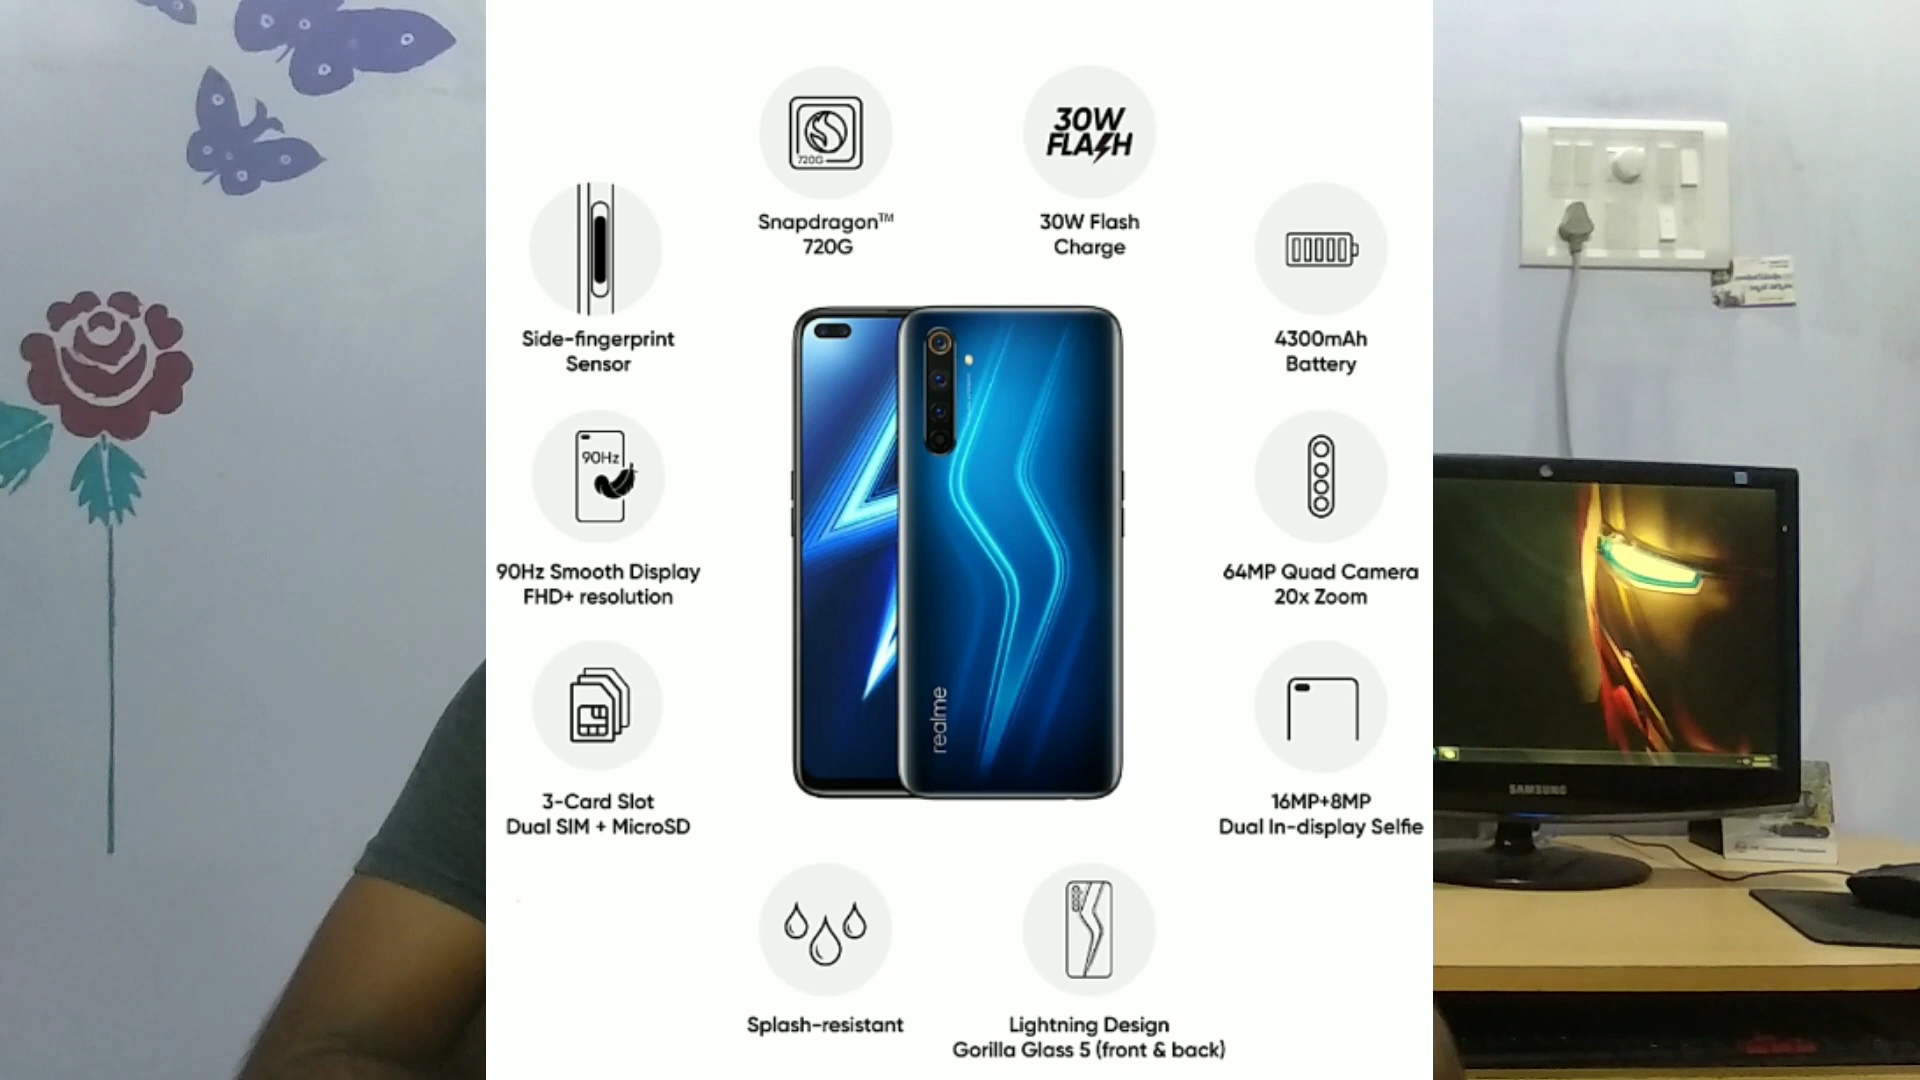 720G
Snapdragon™
720G
30W
FLASH
30W Flash
Charge
Side-fingerprint
Sensor
4300mAh
Battery
90Hz
90Hz Smooth Display
FHD+ resolution
64MP Quad Camera
20x Zoom
realme
3-Card Slot
Dual SIM + MicroSD
16MP+8MP
Dual In-display Selfie
SAMSUNG
Splash-resistant
Lightning Design
Gorilla Glass 5 (front & back)